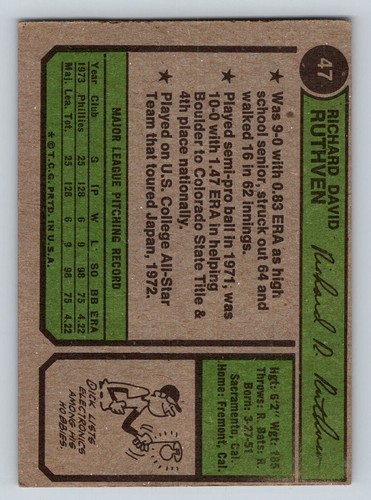 47
RICHARD DAVID
RUTHVEN
Richard D. Ruthven
Hgt: 6'2" Wgt: 185
Throws: R. Bats: R.
Born: 3-27-51
Sacramento, Cal.
Home: Fremont, Cal.
★ Was 9-0 with 0.83 ERA as high
school senior, struck out 64 and
walked 16 in 62 innings.
★ Played semi-pro ball in 1971, was
10-0 with 1.47 ERA in helping
Boulder to Colorado State Title &
4th place nationally.
★ Played on U.S. College All-Star
Team that toured Japan, 1972.
DICK LISTS
ELECTRONICS
AMONG HIS
HOBBIES.
MAJOR LEAGUE PITCHING RECORD
Year Club G IP W L SO BB ERA
1973 Phillies 25 128 6 9 98 75 4.22
Maj. Lea. Tot. 25 128 6 9 98 75 4.22
★ © T.C.G. PRTD. IN U.S.A.